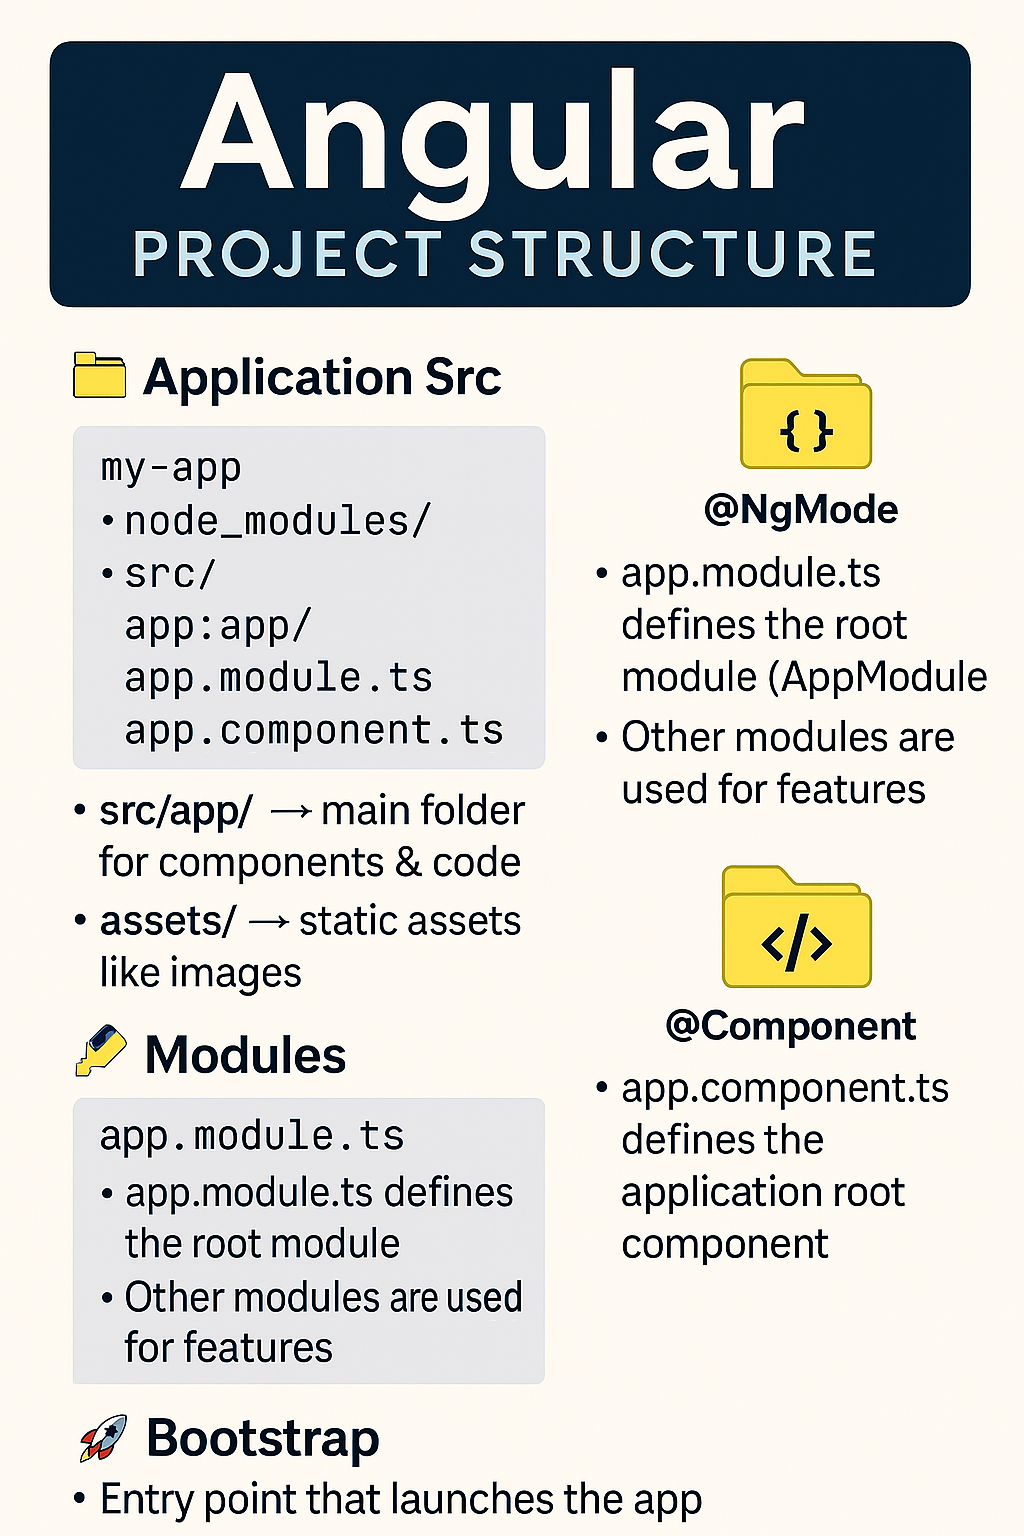 Angular
PROJECT STRUCTURE
Application Src
my-app
• node_modules/
• src/
app:app/
app.module.ts
app.component.ts
• src/app/ → main folder
for components & code
• assets/ → static assets
like images
Modules
app.module.ts
• app.module.ts defines
the root module
• Other modules are used
for features
Bootstrap
• Entry point that launches the app
{ }
@NgMode
• app.module.ts
defines the root
module (AppModule
• Other modules are
used for features
</>
@Component
• app.component.ts
defines the
application root
component